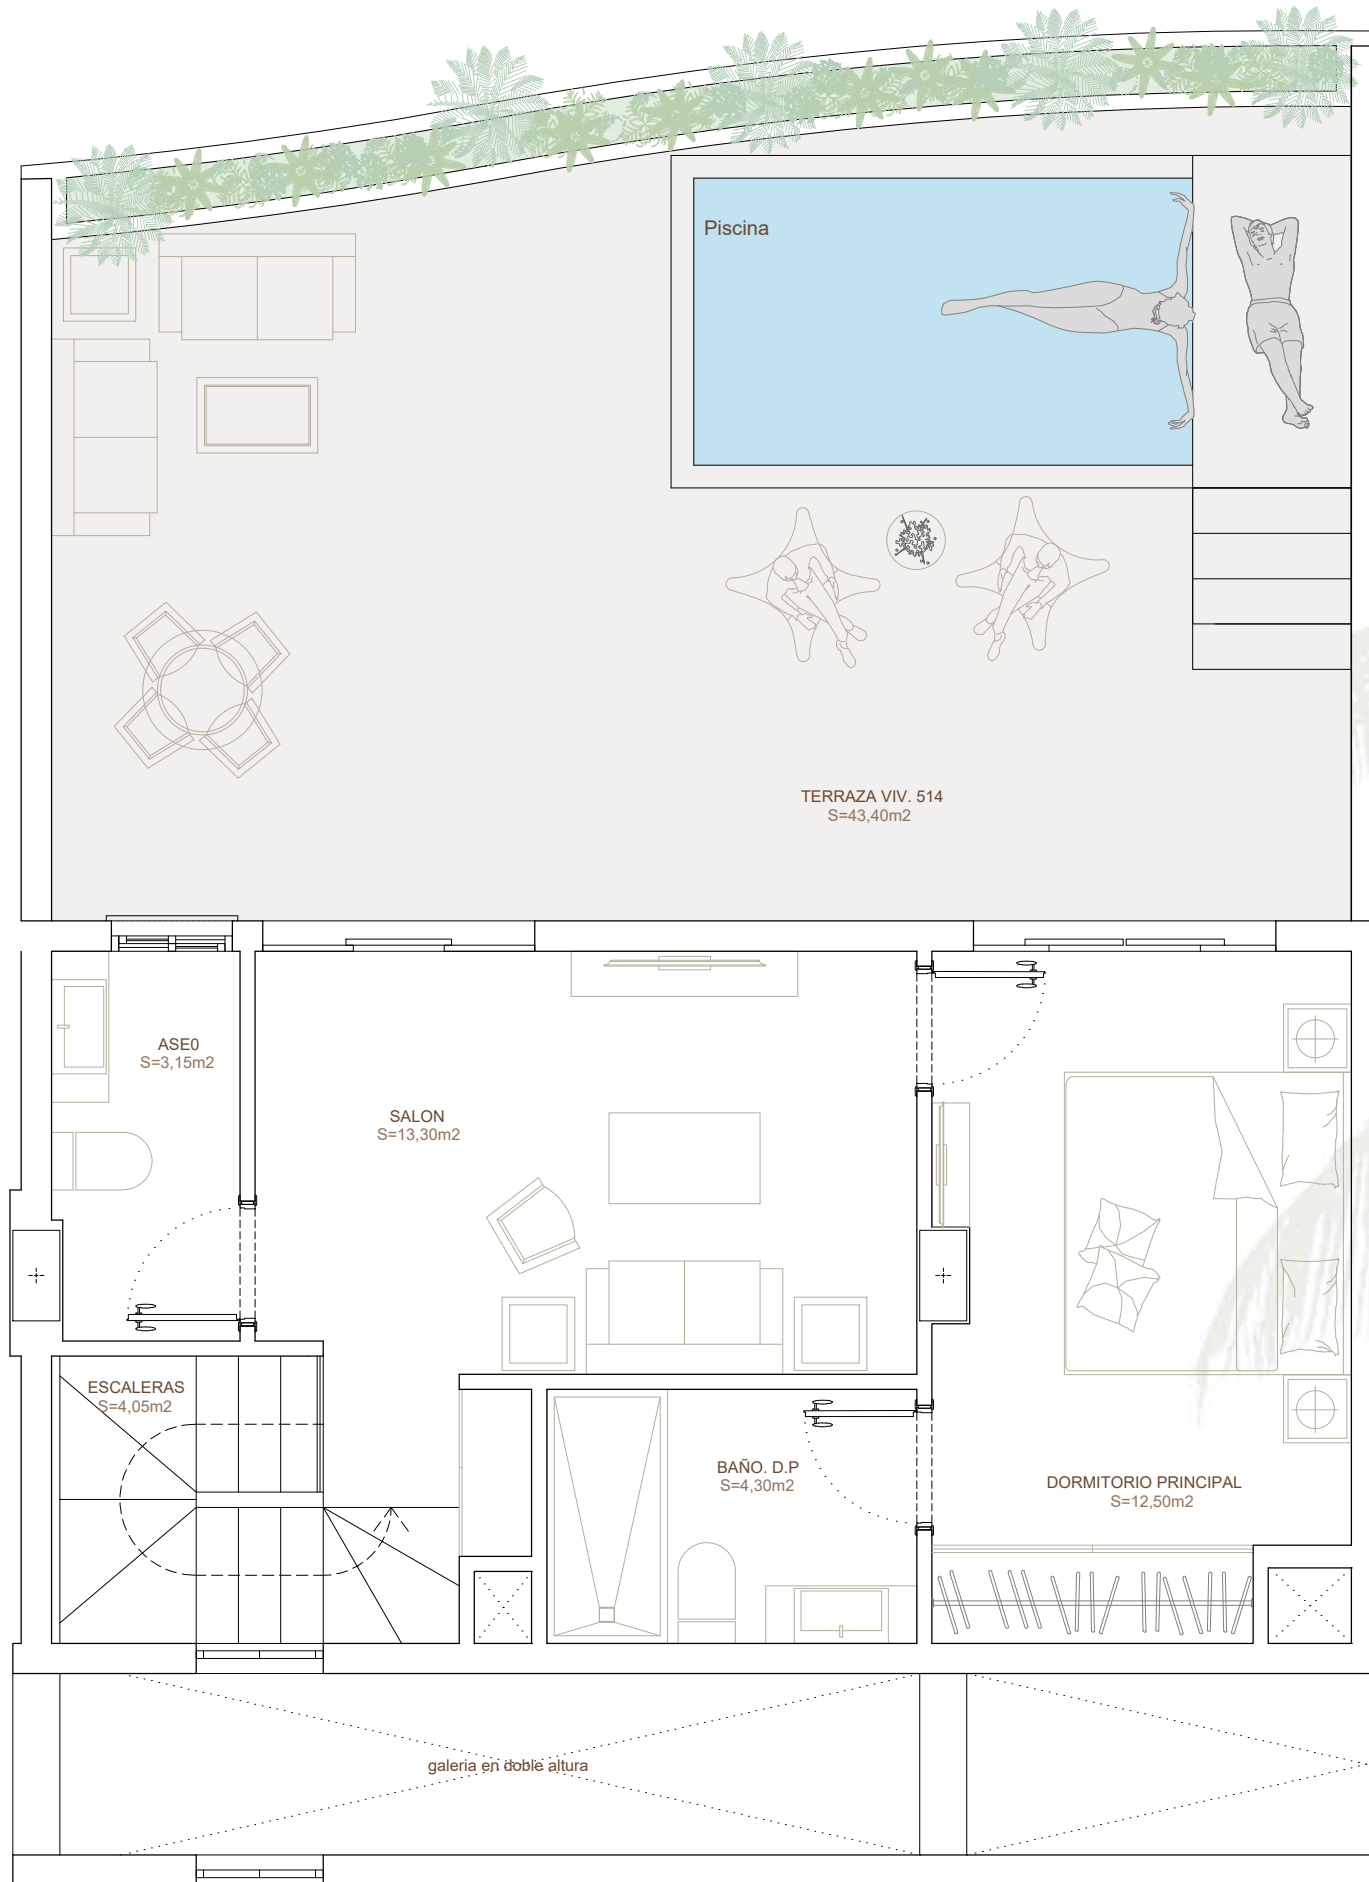 Piscina
TERRAZA VIV. 514
S=43,40m2
ASE0
S=3,15m2
SALON
S=13,30m2
ESCALERAS
S=4,05m2
BAÑO. D.P
S=4,30m2
DORMITORIO PRINCIPAL
S=12,50m2
galeria en doble altura